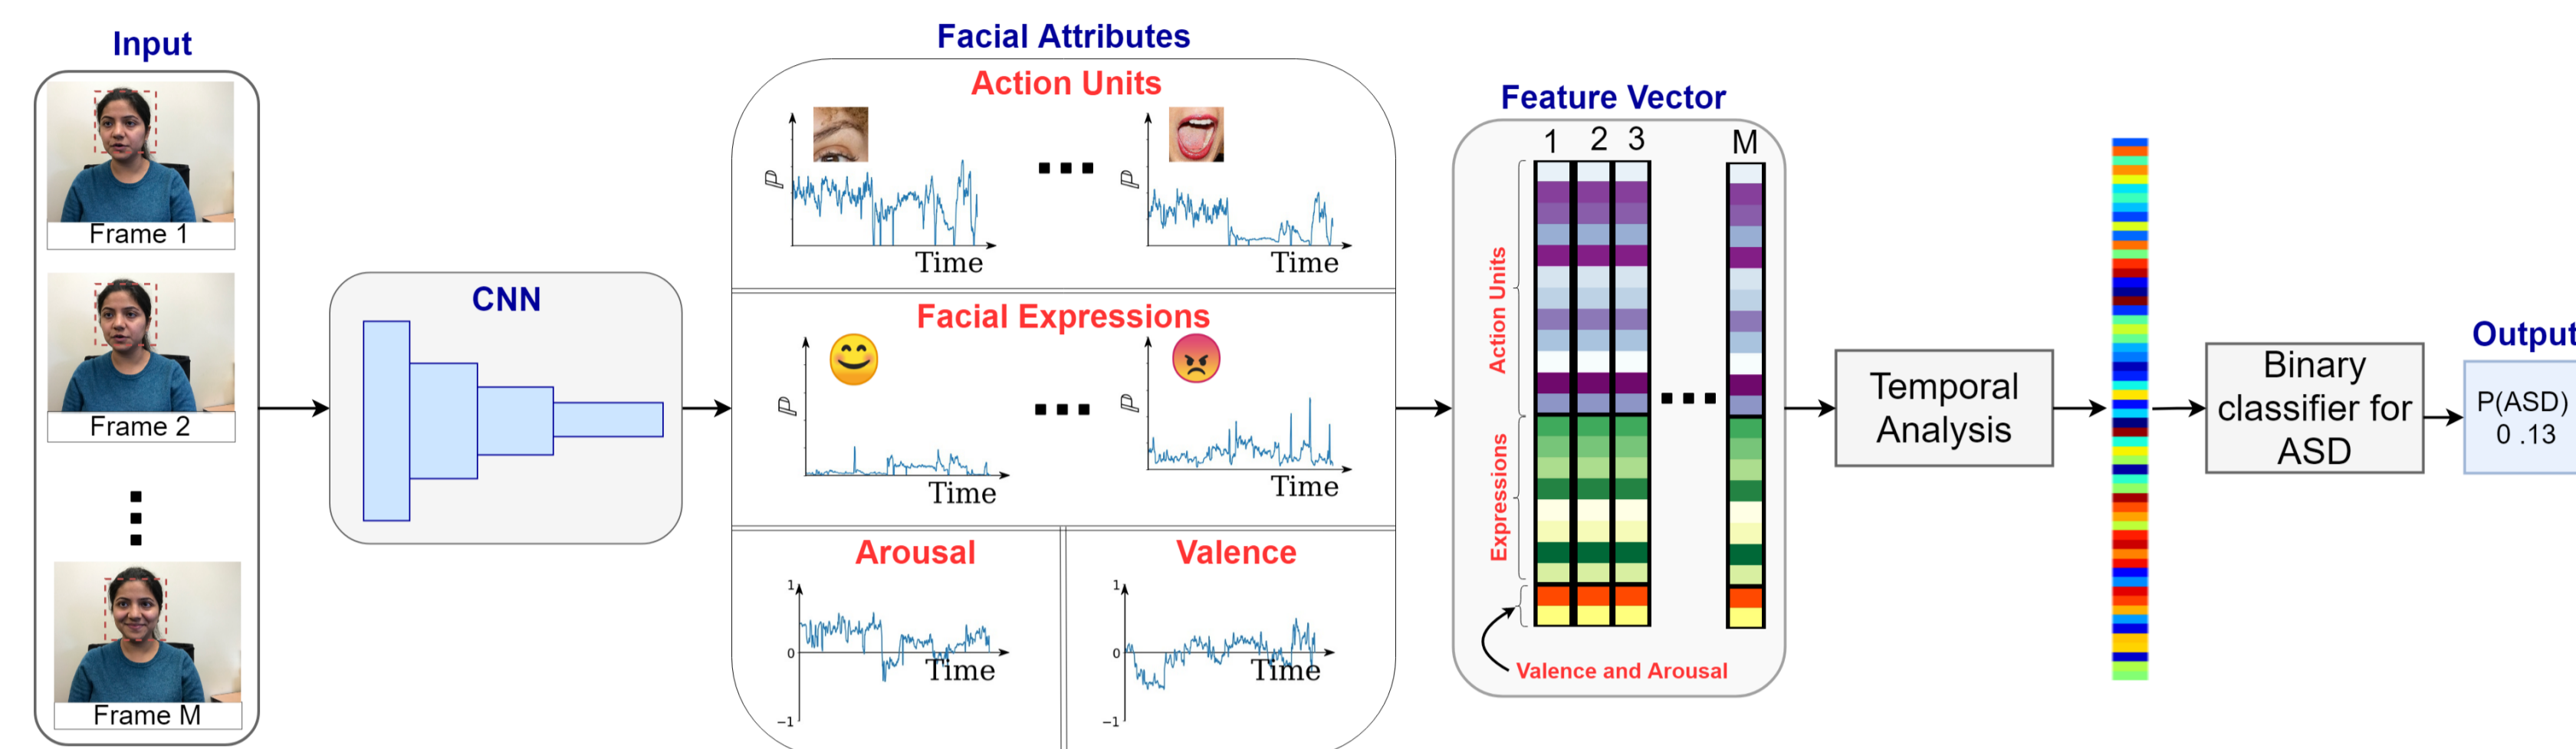 Input
Frame 1
Frame 2
Frame M
CNN
Facial Attributes
Action Units
ℙ
Time
ℙ
Time
Facial Expressions
ℙ
Time
ℙ
Time
Arousal
1
0
−1
Time
Valence
1
0
−1
Time
Feature Vector
1 2 3 M
Action Units
Expressions
Valence and Arousal
Temporal
Analysis
Binary
classifier for
ASD
Output
P(ASD)
0 .13